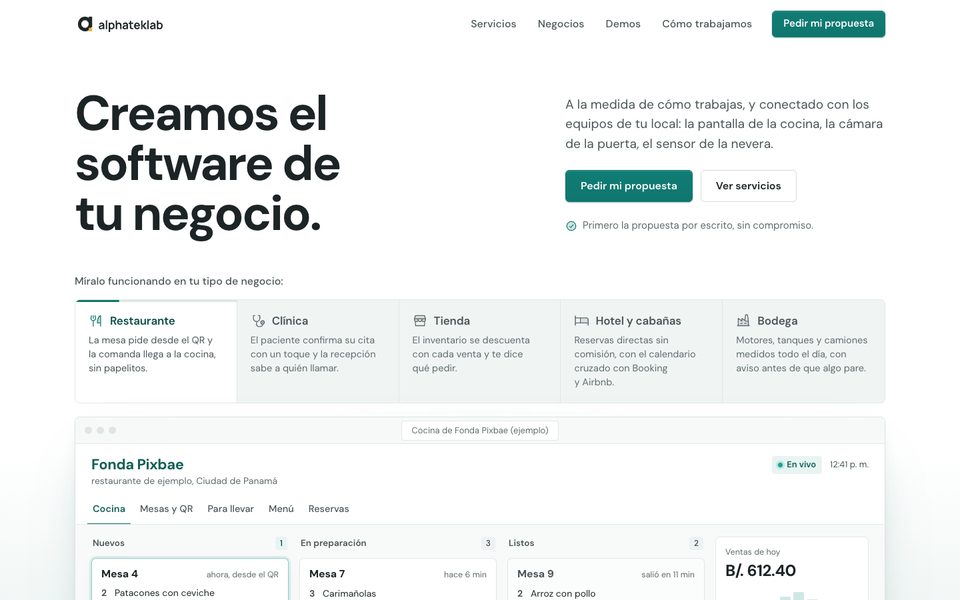 alphateklab
Servicios
Negocios
Demos
Cómo trabajamos
Pedir mi propuesta
Creamos el
software de
tu negocio.
A la medida de cómo trabajas, y conectado con los
equipos de tu local: la pantalla de la cocina, la cámara
de la puerta, el sensor de la nevera.
Pedir mi propuesta
Ver servicios
Primero la propuesta por escrito, sin compromiso.
Míralo funcionando en tu tipo de negocio:
Restaurante
La mesa pide desde el QR y
la comanda llega a la cocina,
sin papelitos.
Clínica
El paciente confirma su cita
con un toque y la recepción
sabe a quién llamar.
Tienda
El inventario se descuenta
con cada venta y te dice
qué pedir.
Hotel y cabañas
Reservas directas sin
comisión, con el calendario
cruzado con Booking
y Airbnb.
Bodega
Motores, tanques y camiones
medidos todo el día, con
aviso antes de que algo pare.
Cocina de Fonda Pixbae (ejemplo)
Fonda Pixbae
restaurante de ejemplo, Ciudad de Panamá
En vivo
12:41 p. m.
Cocina
Mesas y QR
Para llevar
Menú
Reservas
Nuevos
1
Mesa 4
ahora, desde el QR
2 Patacones con ceviche
En preparación
3
Mesa 7
hace 6 min
3 Carimañolas
Listos
2
Mesa 9
salió en 11 min
2 Arroz con pollo
Ventas de hoy
B/. 612.40